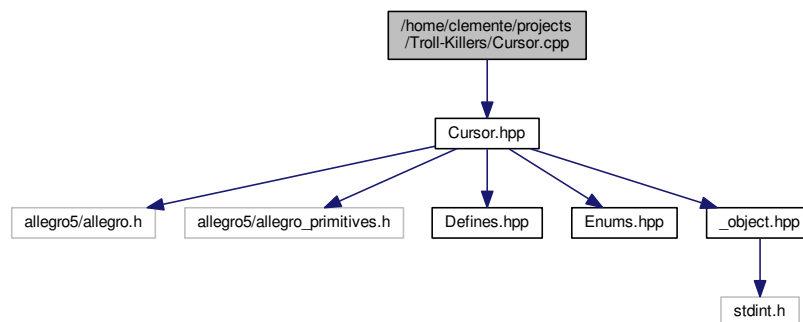 /home/clemente/projects
/Troll-Killers/Cursor.cpp
Cursor.hpp
allegro5/allegro.h
allegro5/allegro_primitives.h
Defines.hpp
Enums.hpp
_object.hpp
stdint.h